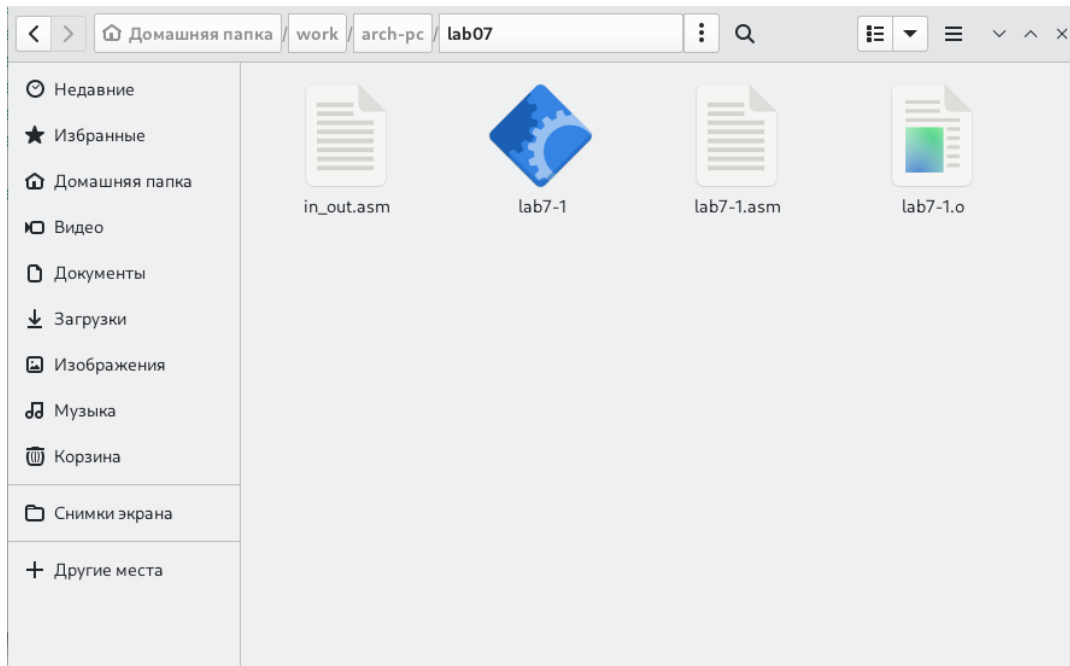 Домашняя папка / work / arch-pc / lab07
Недавние
Избранные
Домашняя папка
Видео
Документы
Загрузки
Изображения
Музыка
Корзина
Снимки экрана
Другие места
in_out.asm lab7-1 lab7-1.asm lab7-1.o